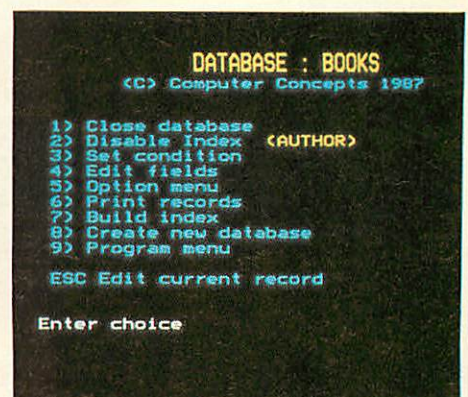 DATABASE : BOOKS
(C) Computer Concepts 1987
1) Close database
2) Disable Index (AUTHOR)
3) Set condition
4) Edit fields
5) Option menu
6) Print records
7) Build index
8) Create new database
9) Program menu
ESC Edit current record
Enter choice